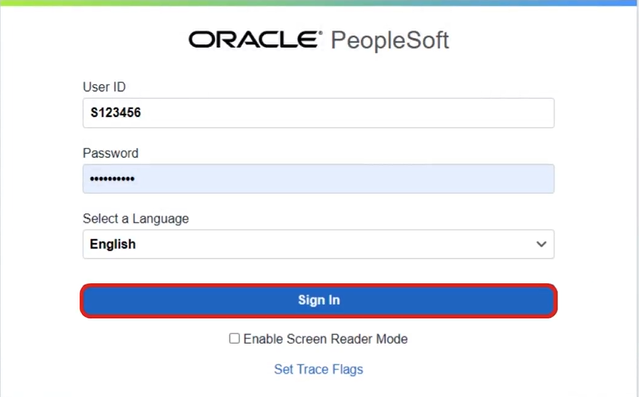 ORACLE® PeopleSoft
User ID
S123456
Password
••••••••••
Select a Language
English
Sign In
Enable Screen Reader Mode
Set Trace Flags